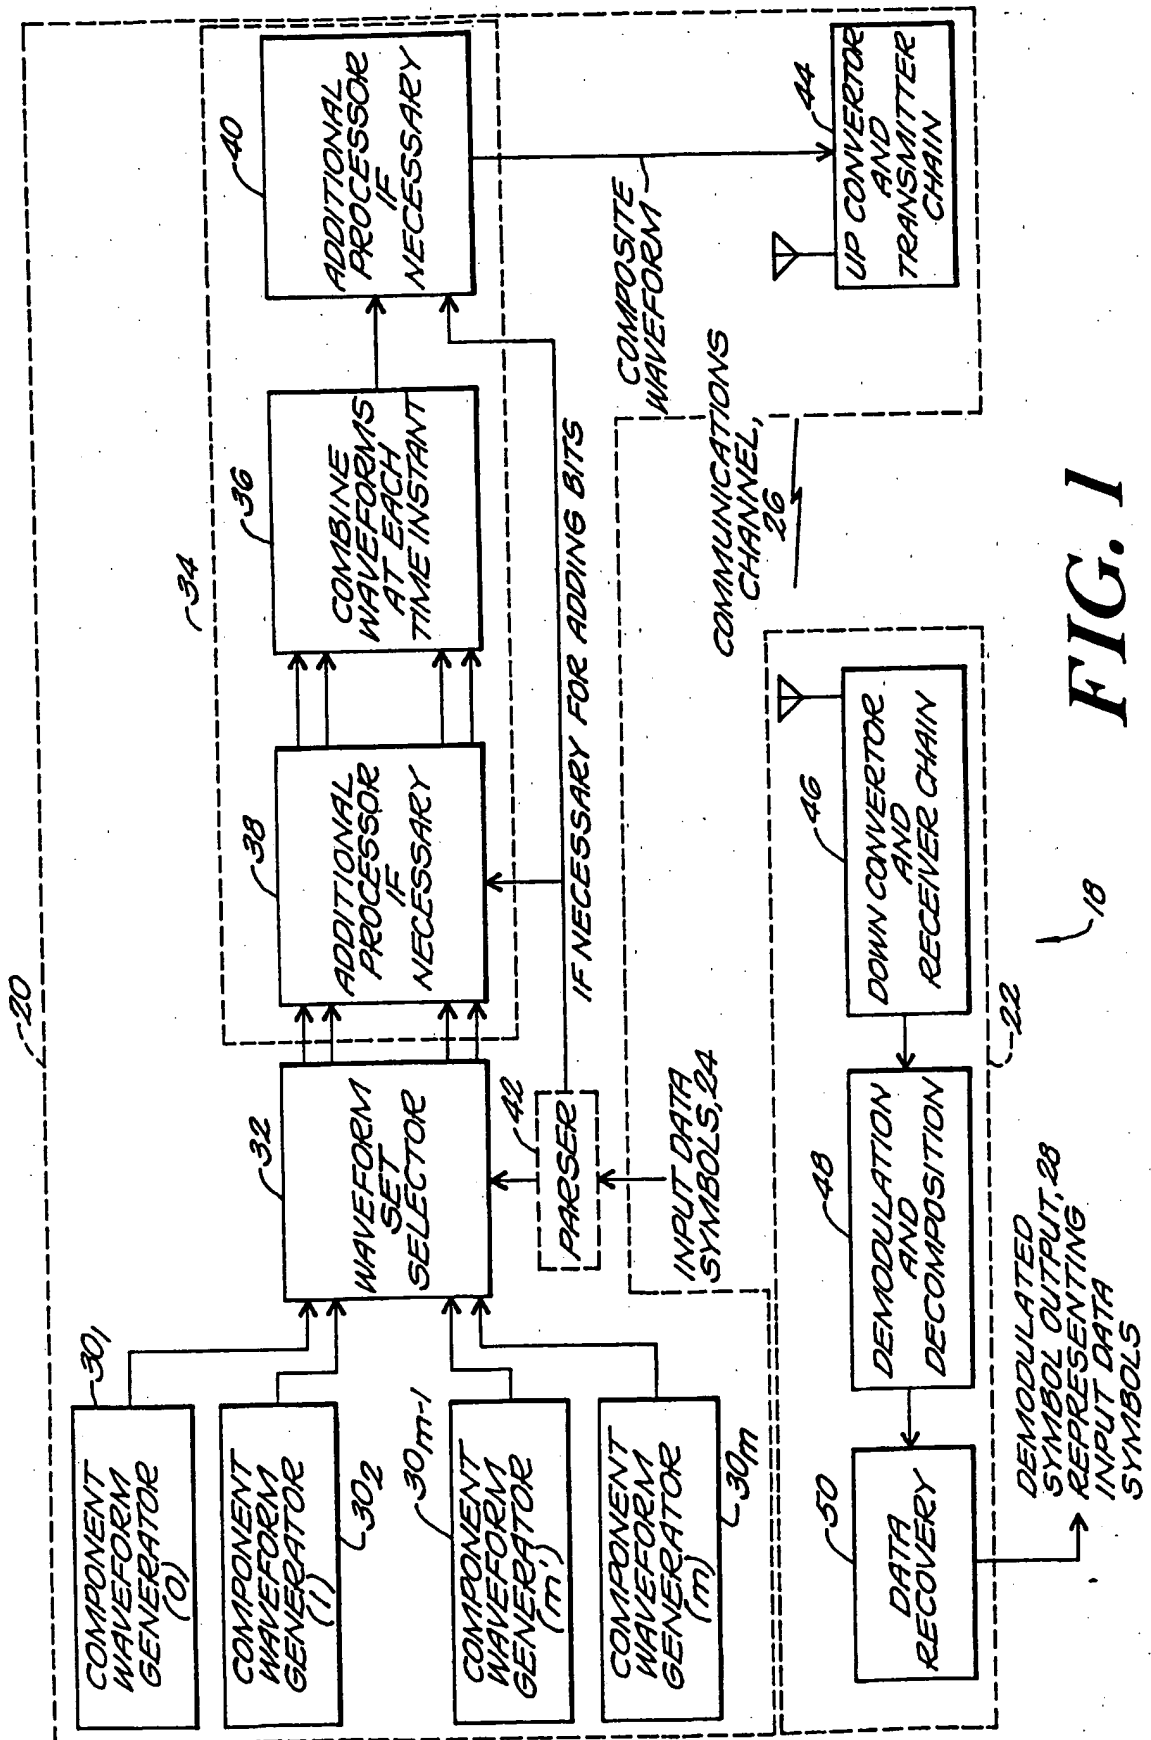 20
COMPONENT
WAVEFORM
GENERATOR
(0)
30₁
COMPONENT
WAVEFORM
GENERATOR
(1)
30₂
COMPONENT
WAVEFORM
GENERATOR
(m')
30m-1
COMPONENT
WAVEFORM
GENERATOR
(m)
30m
32
WAVEFORM
SET
SELECTOR
42
PARSER
INPUT DATA
SYMBOLS, 24
34
38
ADDITIONAL
PROCESSOR
IF
NECESSARY
36
COMBINE
WAVEFORMS
AT EACH
TIME INSTANT
40
ADDITIONAL
PROCESSOR
IF
NECESSARY
IF NECESSARY FOR ADDING BITS
COMPOSITE
WAVEFORM
44
UP CONVERTOR
AND
TRANSMITTER
CHAIN
COMMUNICATIONS
CHANNEL,
26
46
DOWN CONVERTOR
AND
RECEIVER CHAIN
48
DEMODULATION
AND
DECOMPOSITION
50
DATA
RECOVERY
22
18
DEMODULATED
SYMBOL OUTPUT, 28
REPRESENTING
INPUT DATA
SYMBOLS
FIG. 1